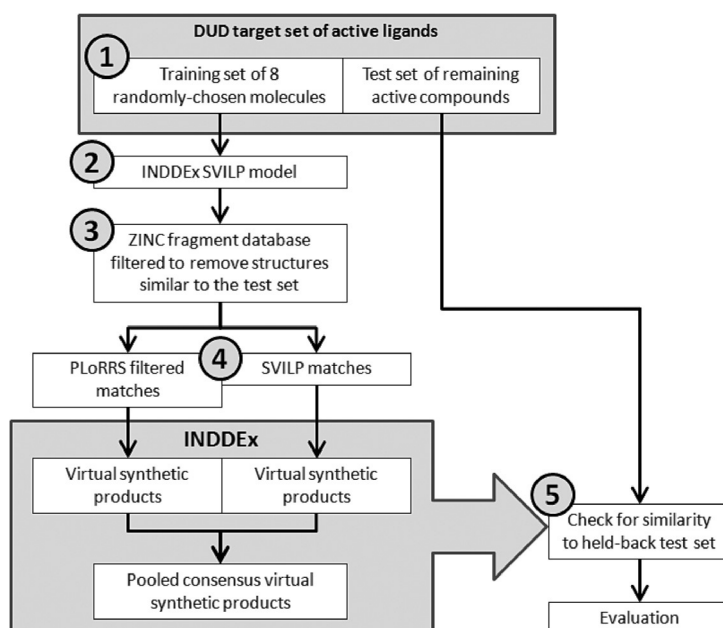 DUD target set of active ligands
1
Training set of 8
randomly-chosen molecules
Test set of remaining
active compounds
2
INDDEx SVILP model
3
ZINC fragment database
filtered to remove structures
similar to the test set
4
PLoRRS filtered
matches
SVILP matches
INDDEx
Virtual synthetic
products
Virtual synthetic
products
Pooled consensus virtual
synthetic products
5
Check for similarity
to held-back test set
Evaluation